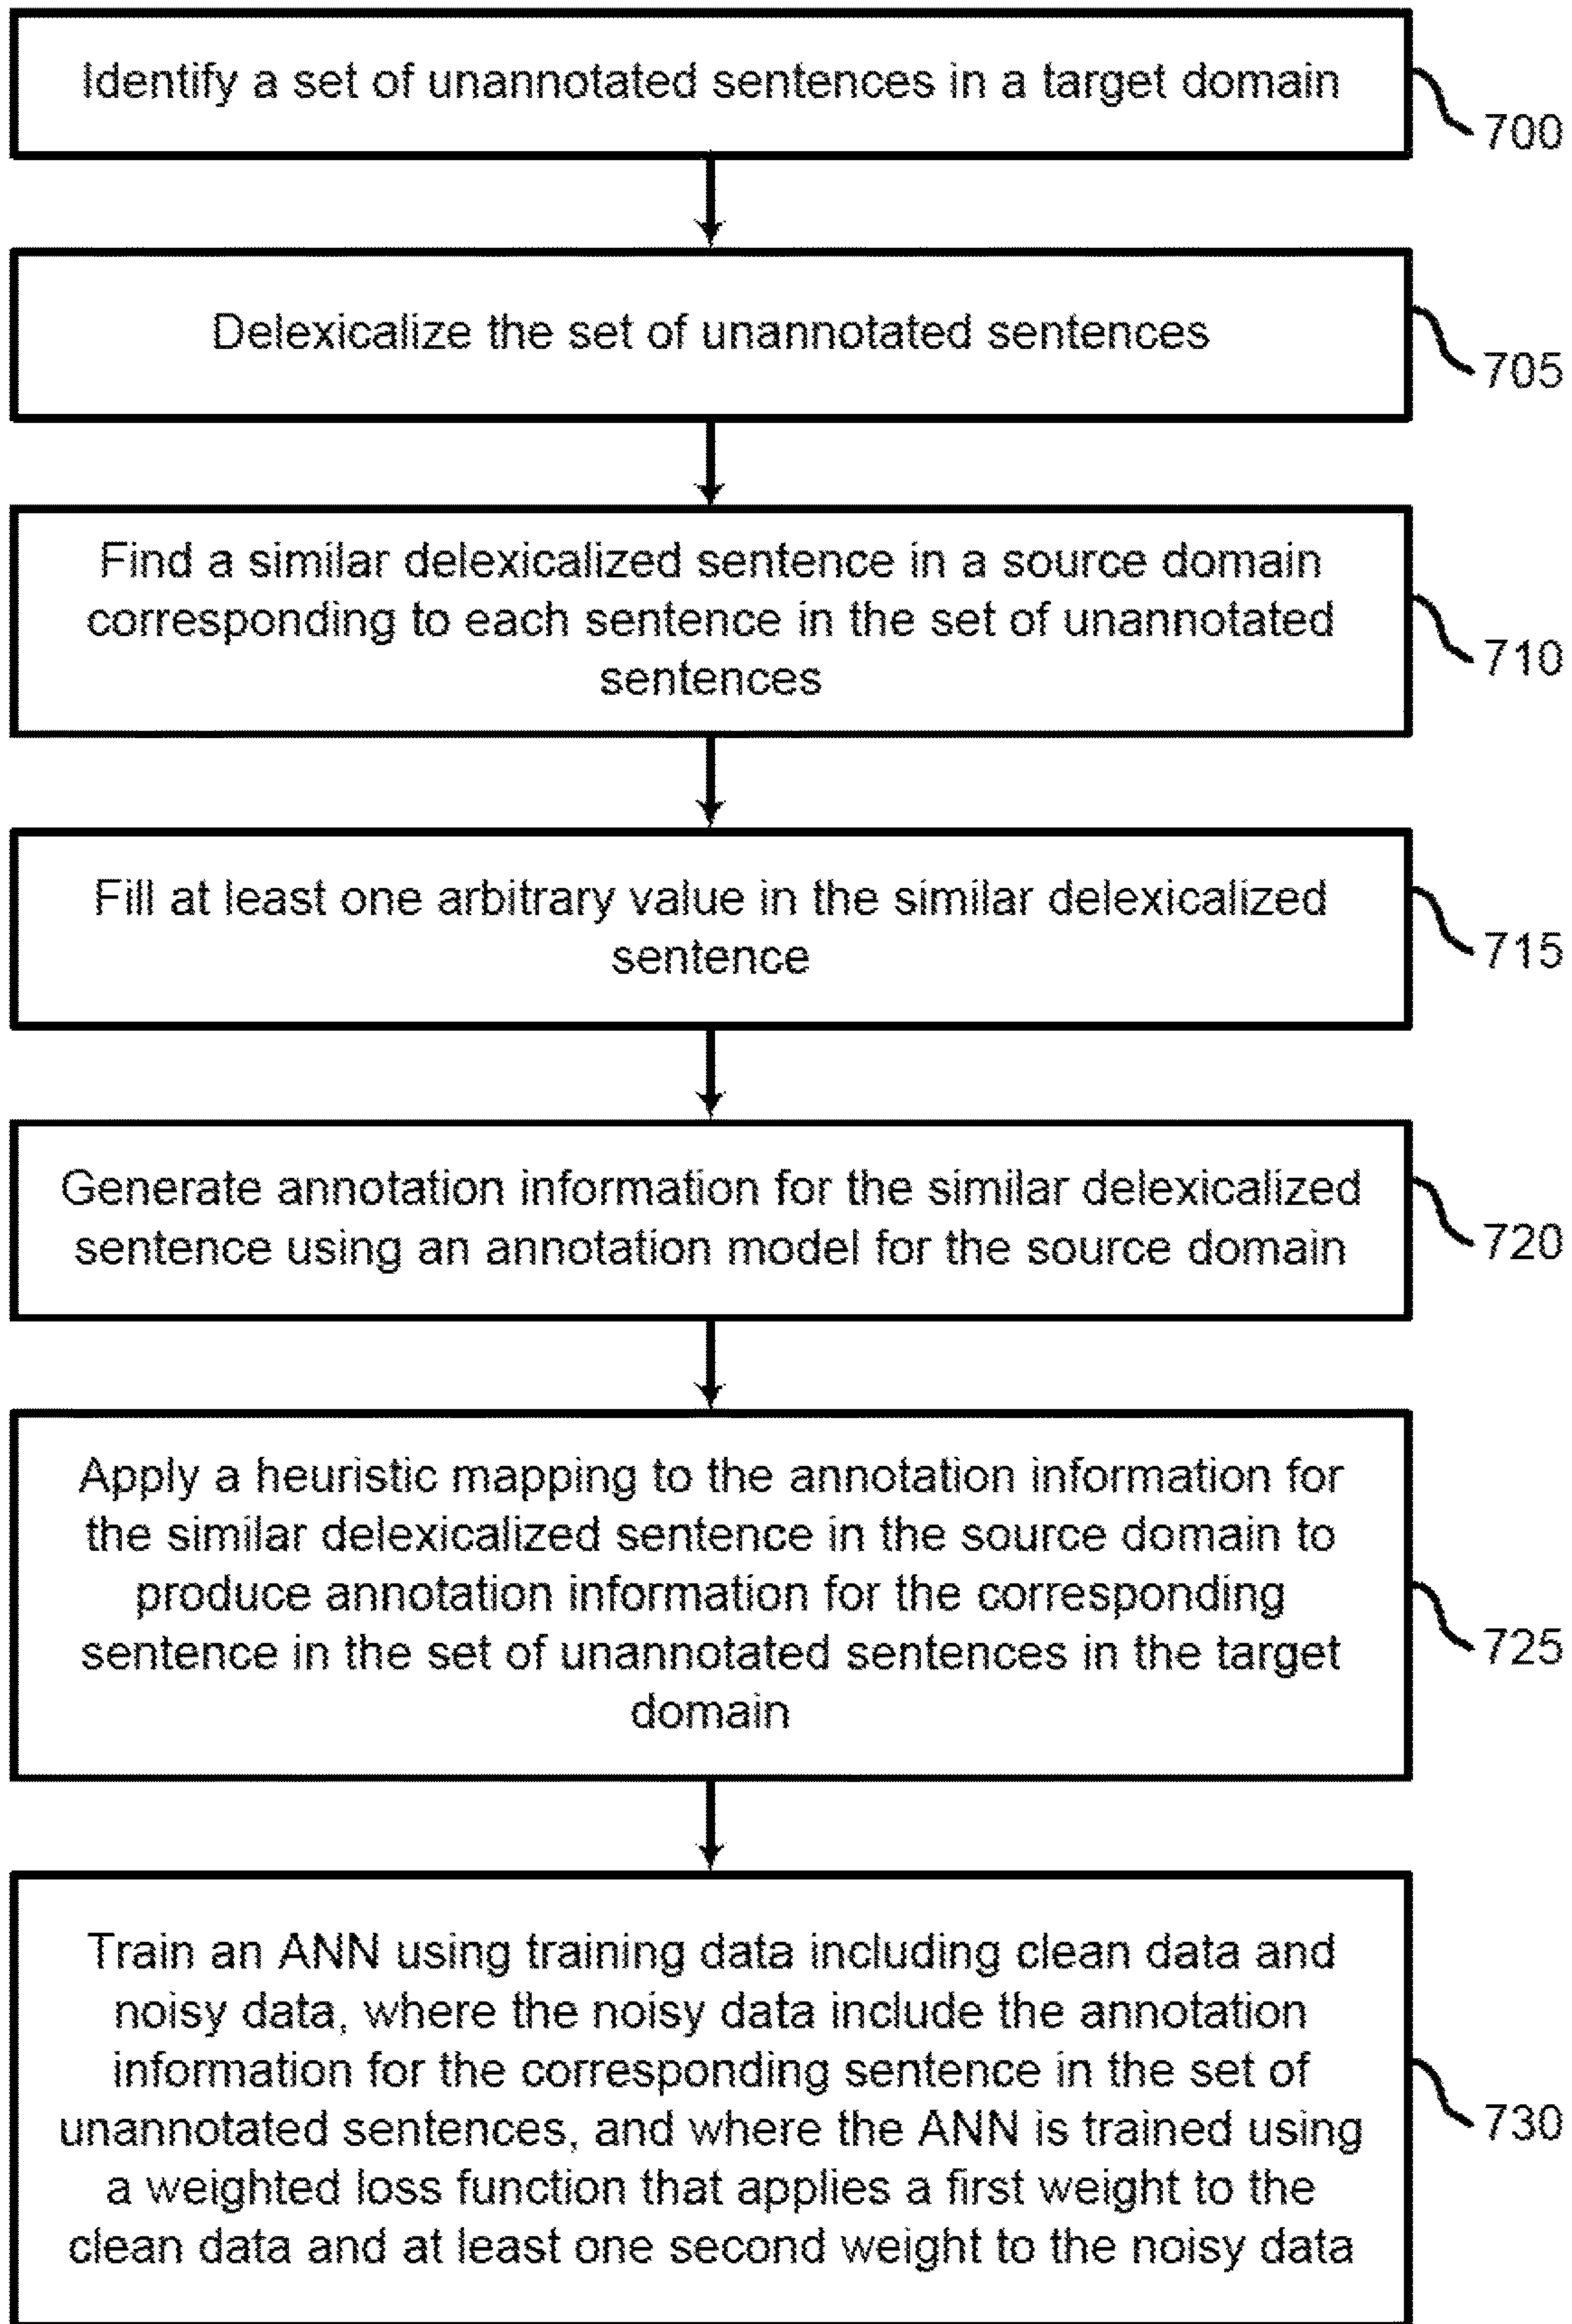 Identify a set of unannotated sentences in a target domain
700
Delexicalize the set of unannotated sentences
705
Find a similar delexicalized sentence in a source domain
corresponding to each sentence in the set of unannotated
sentences
710
Fill at least one arbitrary value in the similar delexicalized
sentence
715
Generate annotation information for the similar delexicalized
sentence using an annotation model for the source domain
720
Apply a heuristic mapping to the annotation information for
the similar delexicalized sentence in the source domain to
produce annotation information for the corresponding
sentence in the set of unannotated sentences in the target
domain
725
Train an ANN using training data including clean data and
noisy data, where the noisy data include the annotation
information for the corresponding sentence in the set of
unannotated sentences, and where the ANN is trained using
a weighted loss function that applies a first weight to the
clean data and at least one second weight to the noisy data
730